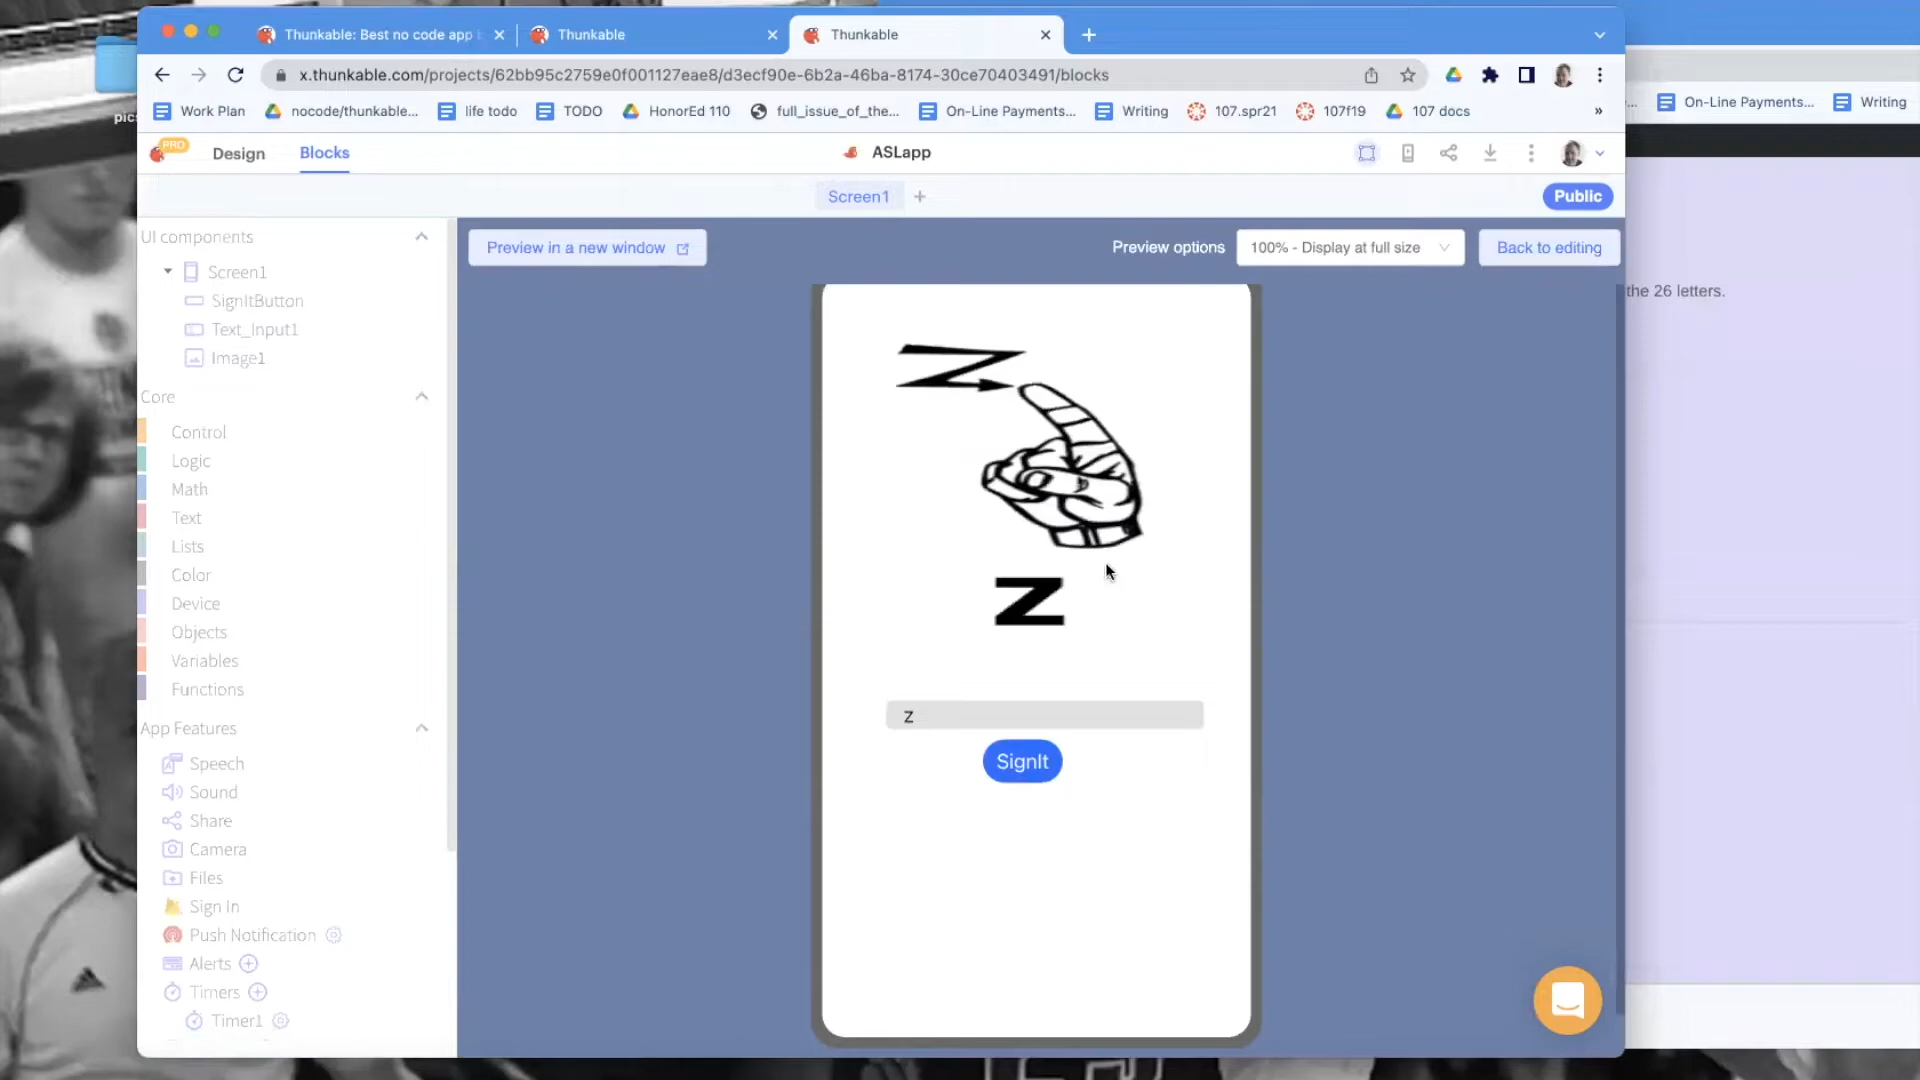 Thunkable: Best no code app b
Thunkable
Thunkable
x.thunkable.com/projects/62bb95c2759e0f001127eae8/d3ecf90e-6b2a-46ba-8174-30ce70403491/blocks
Work Plan
nocode/thunkable...
life todo
TODO
HonorEd 110
full_issue_of_the...
On-Line Payments...
Writing
107.spr21
107f19
107 docs
»
On-Line Payments...
Writing
pics
PRO
Design
Blocks
ASLapp
Screen1
Public
UI components
Screen1
SignItButton
Text_Input1
Image1
Core
Control
Logic
Math
Text
Lists
Color
Device
Objects
Variables
Functions
App Features
Speech
Sound
Share
Camera
Files
Sign In
Push Notification
Alerts
Timers
Timer1
Preview in a new window
Preview options
100% - Display at full size
Back to editing
the 26 letters.
Z
z
SignIt